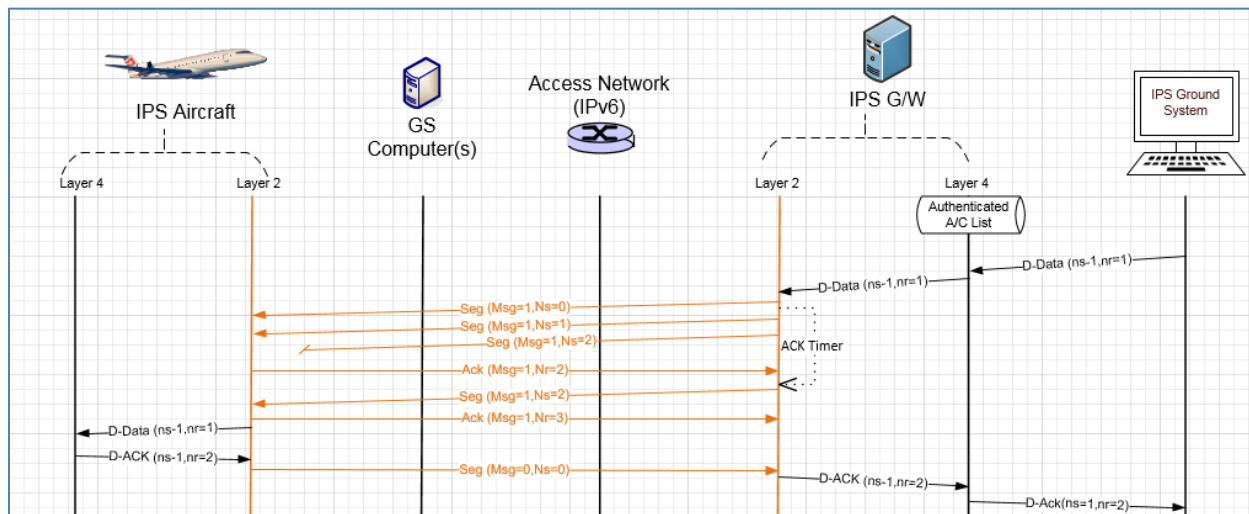 IPS Aircraft
GS
Computer(s)
Access Network
(IPv6)
IPS G/W
IPS Ground
System
Layer 4
Layer 2
Layer 2
Layer 4
Authenticated
A/C List
D-Data (ns-1,nr=1)
D-Data (ns-1,nr=1)
Seg (Msg=1,Ns=0)
Seg (Msg=1,Ns=1)
Seg (Msg=1,Ns=2)
ACK Timer
Ack (Msg=1,Nr=2)
Seg (Msg=1,Ns=2)
Ack (Msg=1,Nr=3)
D-Data (ns-1,nr=1)
D-ACK (ns-1,nr=2)
Seg (Msg=0,Ns=0)
D-ACK (ns-1,nr=2)
D-Ack(ns=1,nr=2)